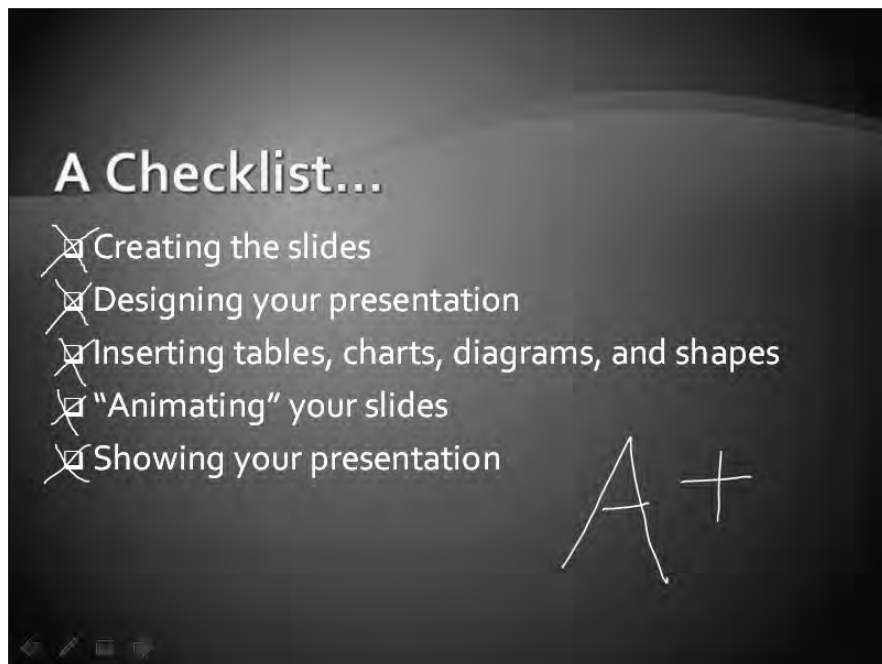 A Checklist...
Creating the slides
Designing your presentation
Inserting tables, charts, diagrams, and shapes
“Animating” your slides
Showing your presentation
A+